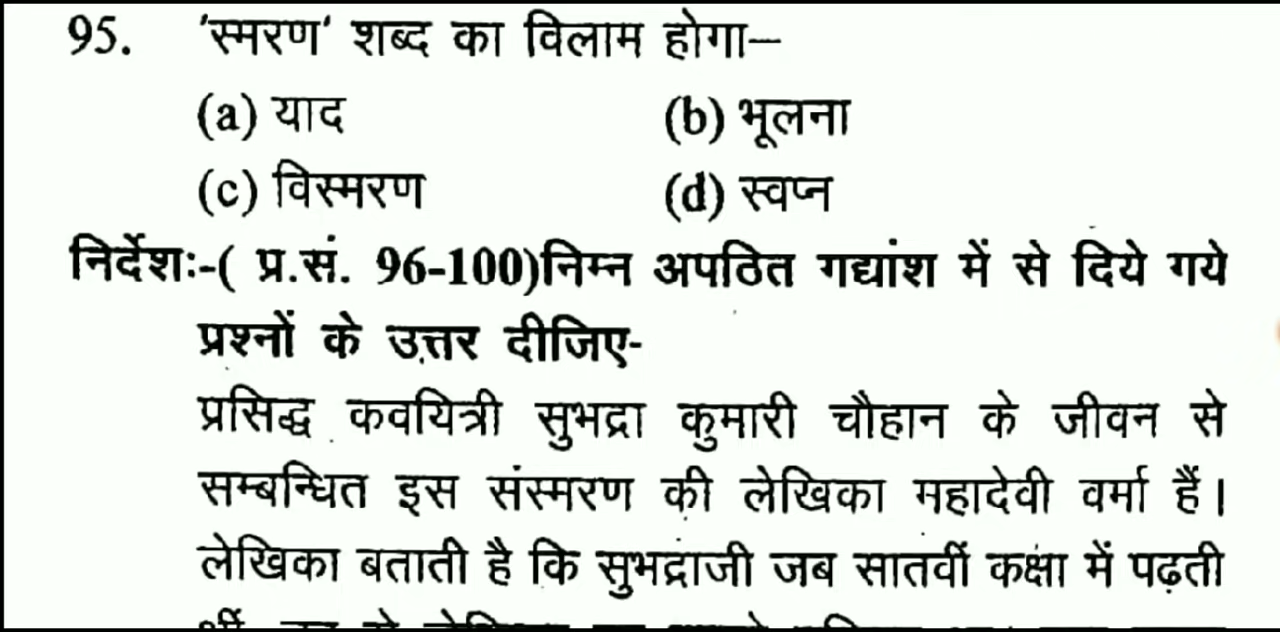 95. 'स्मरण' शब्द का विलाम होगा—
(a) याद (b) भूलना
(c) विस्मरण (d) स्वप्न
निर्देशः-( प्र.सं. 96-100)निम्न अपठित गद्यांश में से दिये गये
प्रश्नों के उत्तर दीजिए-
प्रसिद्ध कवयित्री सुभद्रा कुमारी चौहान के जीवन से
सम्बन्धित इस संस्मरण की लेखिका महादेवी वर्मा हैं।
लेखिका बताती है कि सुभद्राजी जब सातवीं कक्षा में पढ़ती